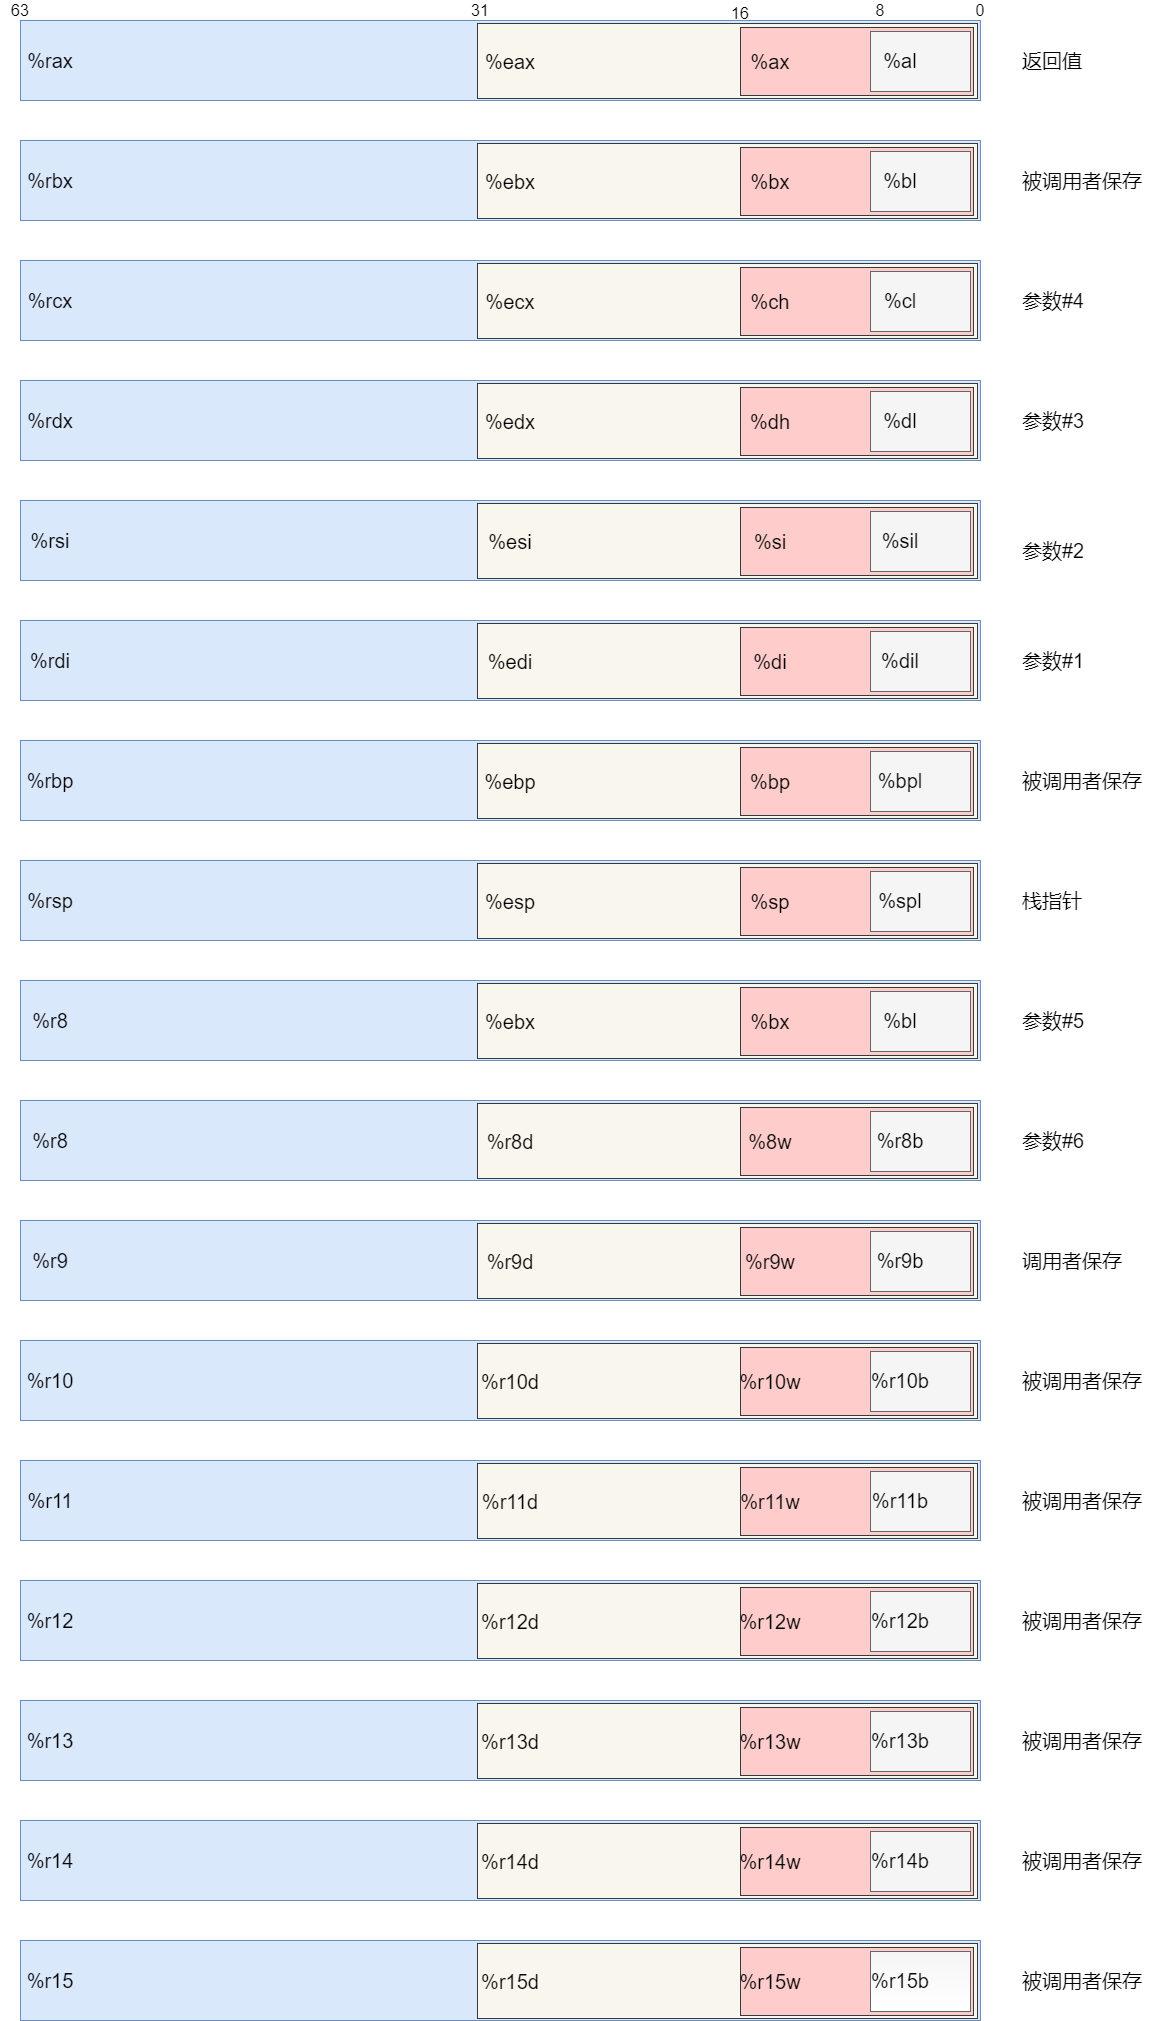 63 31 16 8 0
%rax %eax %ax %al 返回值
%rbx %ebx %bx %bl 被调用者保存
%rcx %ecx %ch %cl 参数#4
%rdx %edx %dh %dl 参数#3
%rsi %esi %si %sil 参数#2
%rdi %edi %di %dil 参数#1
%rbp %ebp %bp %bpl 被调用者保存
%rsp %esp %sp %spl 栈指针
%r8 %ebx %bx %bl 参数#5
%r8 %r8d %8w %r8b 参数#6
%r9 %r9d %r9w %r9b 调用者保存
%r10 %r10d %r10w %r10b 被调用者保存
%r11 %r11d %r11w %r11b 被调用者保存
%r12 %r12d %r12w %r12b 被调用者保存
%r13 %r13d %r13w %r13b 被调用者保存
%r14 %r14d %r14w %r14b 被调用者保存
%r15 %r15d %r15w %r15b 被调用者保存